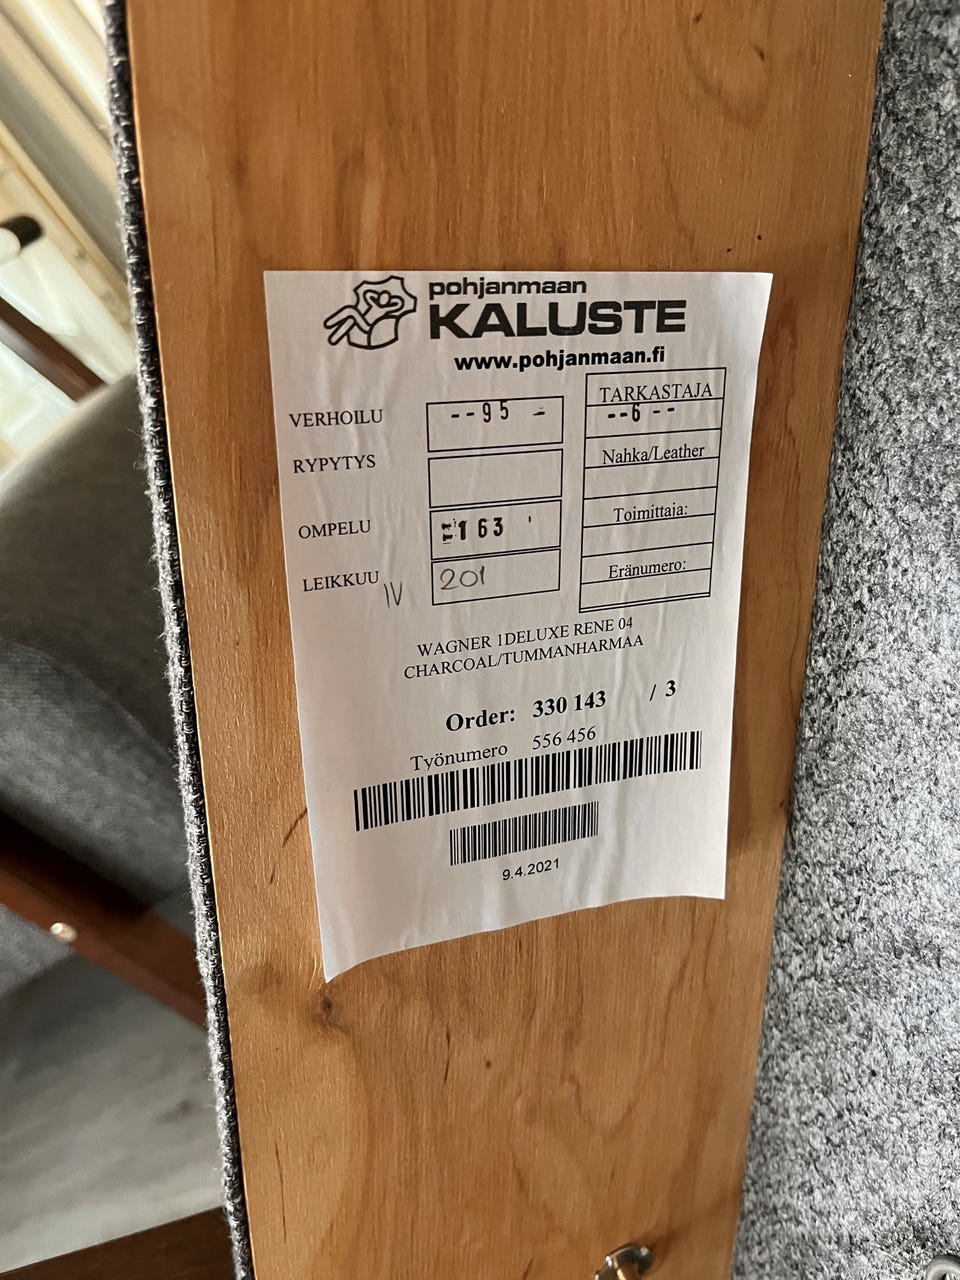 pohjanmaan
KALUSTE
www.pohjanmaan.fi
VERHOILU --95 -
RYPYTYS
OMPELU 163
LEIKKUU IV 201
TARKASTAJA
--6 --
Nahka/Leather
Toimittaja:
Eränumero:
WAGNER 1DELUXE RENE 04
CHARCOAL/TUMMANHARMAA
Order: 330 143 / 3
Työnumero 556 456
9.4.2021